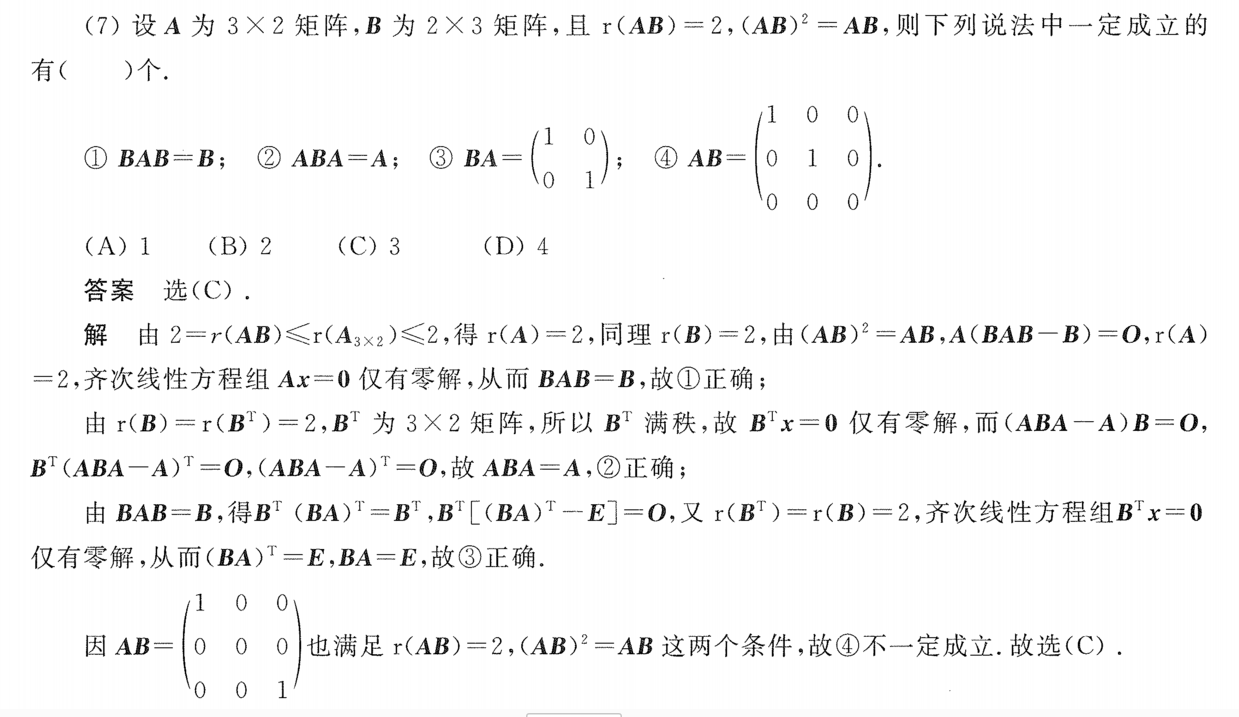 (7) 设 A 为 3×2 矩阵,B 为 2×3 矩阵,且 r(AB)=2,(AB)²=AB,则下列说法中一定成立的
有(　　)个.
① BAB=B; ② ABA=A; ③ BA=(1 0
0 1); ④ AB=(1 0 0
0 1 0
0 0 0).
(A) 1 (B) 2 (C) 3 (D) 4
答案 选(C).
解 由 2=r(AB)≤r(A₃ₓ₂)≤2,得 r(A)=2,同理 r(B)=2,由(AB)²=AB,A(BAB-B)=O,r(A)
=2,齐次线性方程组 Ax=0 仅有零解,从而 BAB=B,故①正确;
由 r(B)=r(Bᵀ)=2,Bᵀ 为 3×2 矩阵,所以 Bᵀ 满秩,故 Bᵀx=0 仅有零解,而(ABA-A)B=O,
Bᵀ(ABA-A)ᵀ=O,(ABA-A)ᵀ=O,故 ABA=A,②正确;
由 BAB=B,得Bᵀ (BA)ᵀ=Bᵀ,Bᵀ[(BA)ᵀ-E]=O,又 r(Bᵀ)=r(B)=2,齐次线性方程组Bᵀx=0
仅有零解,从而(BA)ᵀ=E,BA=E,故③正确.
因 AB=(1 0 0
0 0 0
0 0 1)也满足 r(AB)=2,(AB)²=AB 这两个条件,故④不一定成立.故选(C).